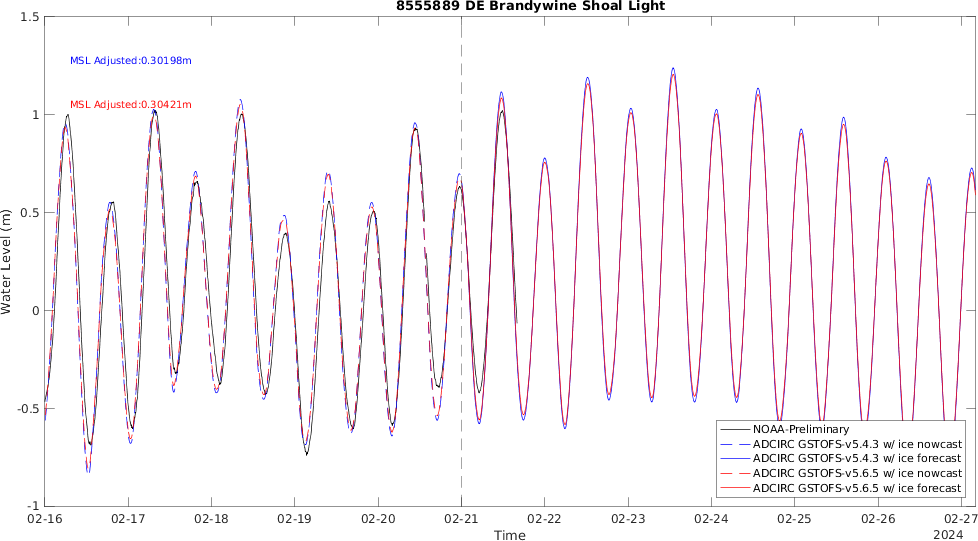 8555889 DE Brandywine Shoal Light
1.5
MSL Adjusted:0.30198m
MSL Adjusted:0.30421m
1
0.5
Water Level (m)
0
-0.5
-1
NOAA-Preliminary
ADCIRC GSTOFS-v5.4.3 w/ ice nowcast
ADCIRC GSTOFS-v5.4.3 w/ ice forecast
ADCIRC GSTOFS-v5.6.5 w/ ice nowcast
ADCIRC GSTOFS-v5.6.5 w/ ice forecast
02-16 02-17 02-18 02-19 02-20 02-21 02-22 02-23 02-24 02-25 02-26 02-27
Time
2024